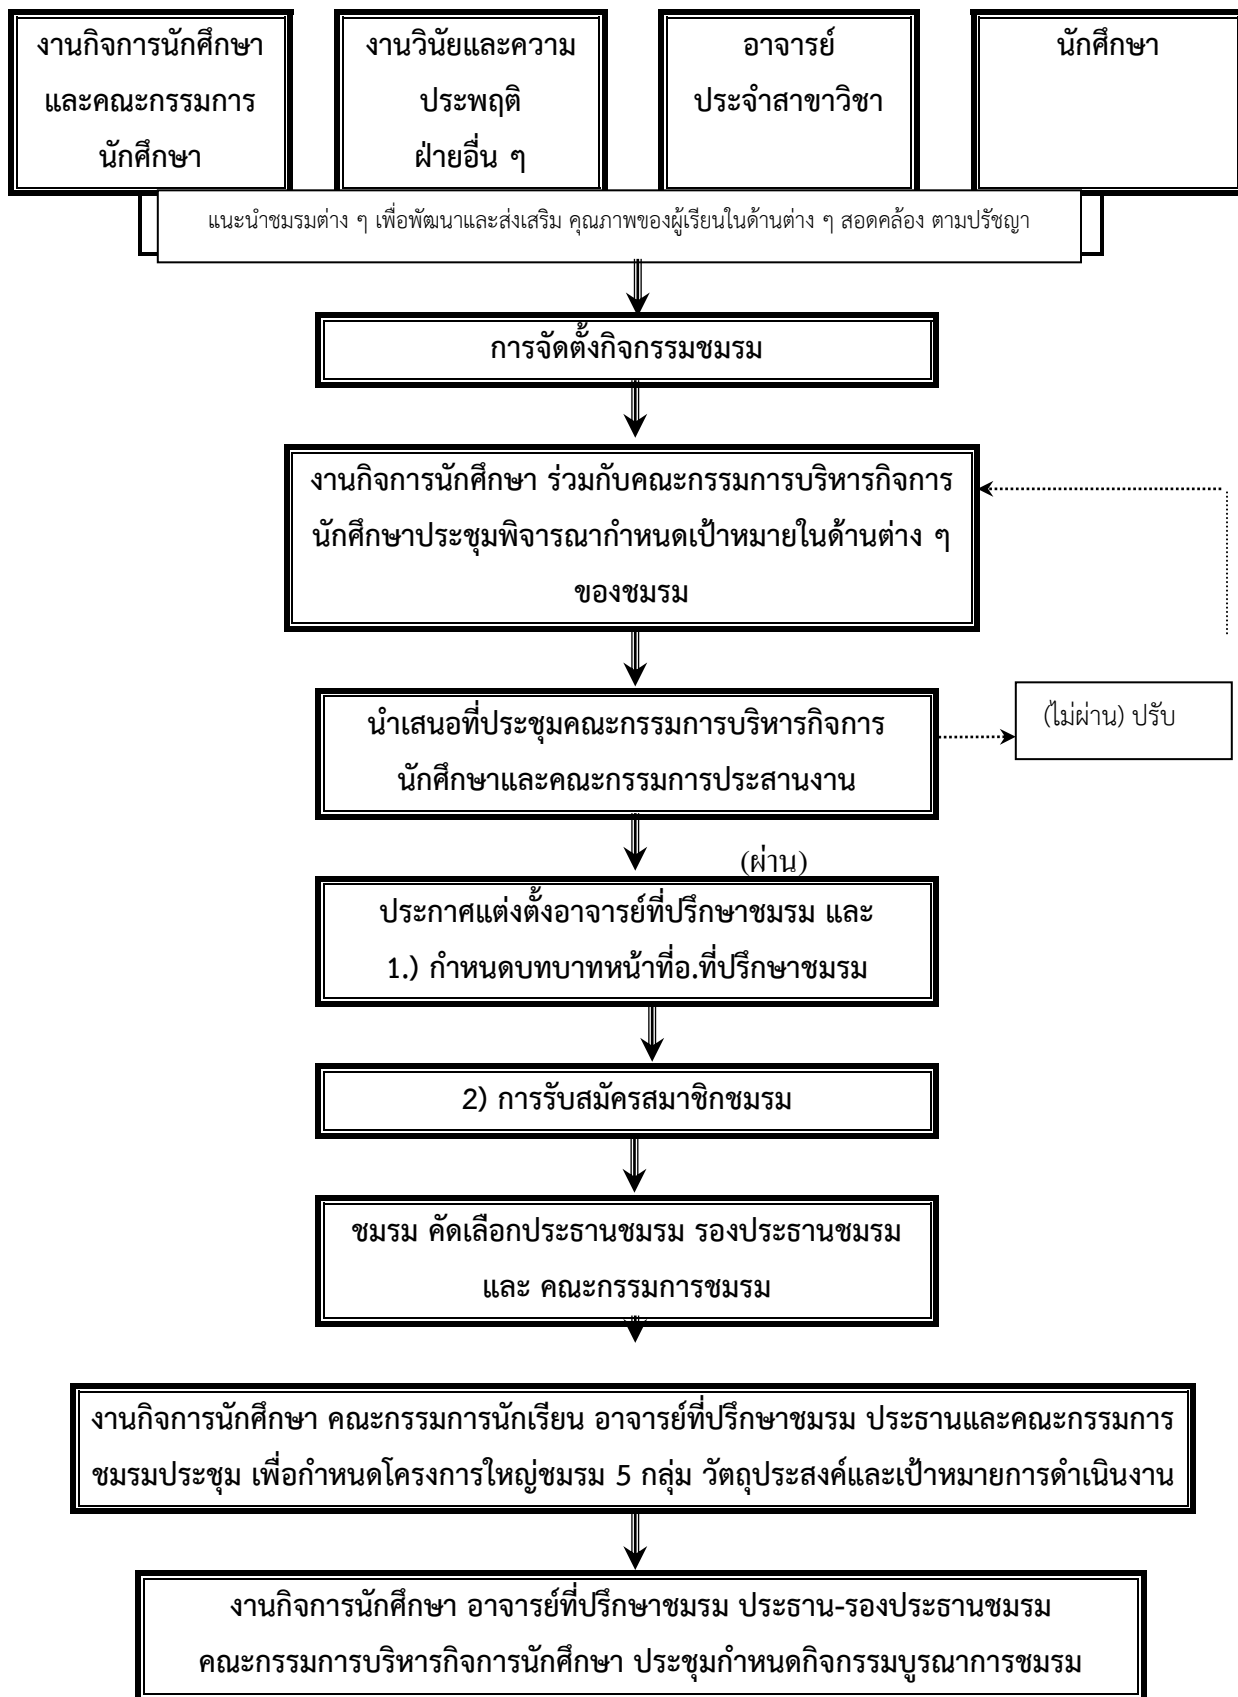 งานกิจการนักศึกษา
และคณะกรรมการ
นักศึกษา
งานวินัยและความ
ประพฤติ
ฝ่ายอื่น ๆ
อาจารย์
ประจำสาขาวิชา
นักศึกษา
แนะนำชมรมต่าง ๆ เพื่อพัฒนาและส่งเสริม คุณภาพของผู้เรียนในด้านต่าง ๆ สอดคล้อง ตามปรัชญา
การจัดตั้งกิจกรรมชมรม
งานกิจการนักศึกษา ร่วมกับคณะกรรมการบริหารกิจการ
นักศึกษาประชุมพิจารณากำหนดเป้าหมายในด้านต่าง ๆ
ของชมรม
นำเสนอที่ประชุมคณะกรรมการบริหารกิจการ
นักศึกษาและคณะกรรมการประสานงาน
(ไม่ผ่าน) ปรับ
(ผ่าน)
ประกาศแต่งตั้งอาจารย์ที่ปรึกษาชมรม และ
1.) กำหนดบทบาทหน้าที่อ.ที่ปรึกษาชมรม
2) การรับสมัครสมาชิกชมรม
ชมรม คัดเลือกประธานชมรม รองประธานชมรม
และ คณะกรรมการชมรม
งานกิจการนักศึกษา คณะกรรมการนักเรียน อาจารย์ที่ปรึกษาชมรม ประธานและคณะกรรมการ
ชมรมประชุม เพื่อกำหนดโครงการใหญ่ชมรม 5 กลุ่ม วัตถุประสงค์และเป้าหมายการดำเนินงาน
งานกิจการนักศึกษา อาจารย์ที่ปรึกษาชมรม ประธาน-รองประธานชมรม
คณะกรรมการบริหารกิจการนักศึกษา ประชุมกำหนดกิจกรรมบูรณาการชมรม